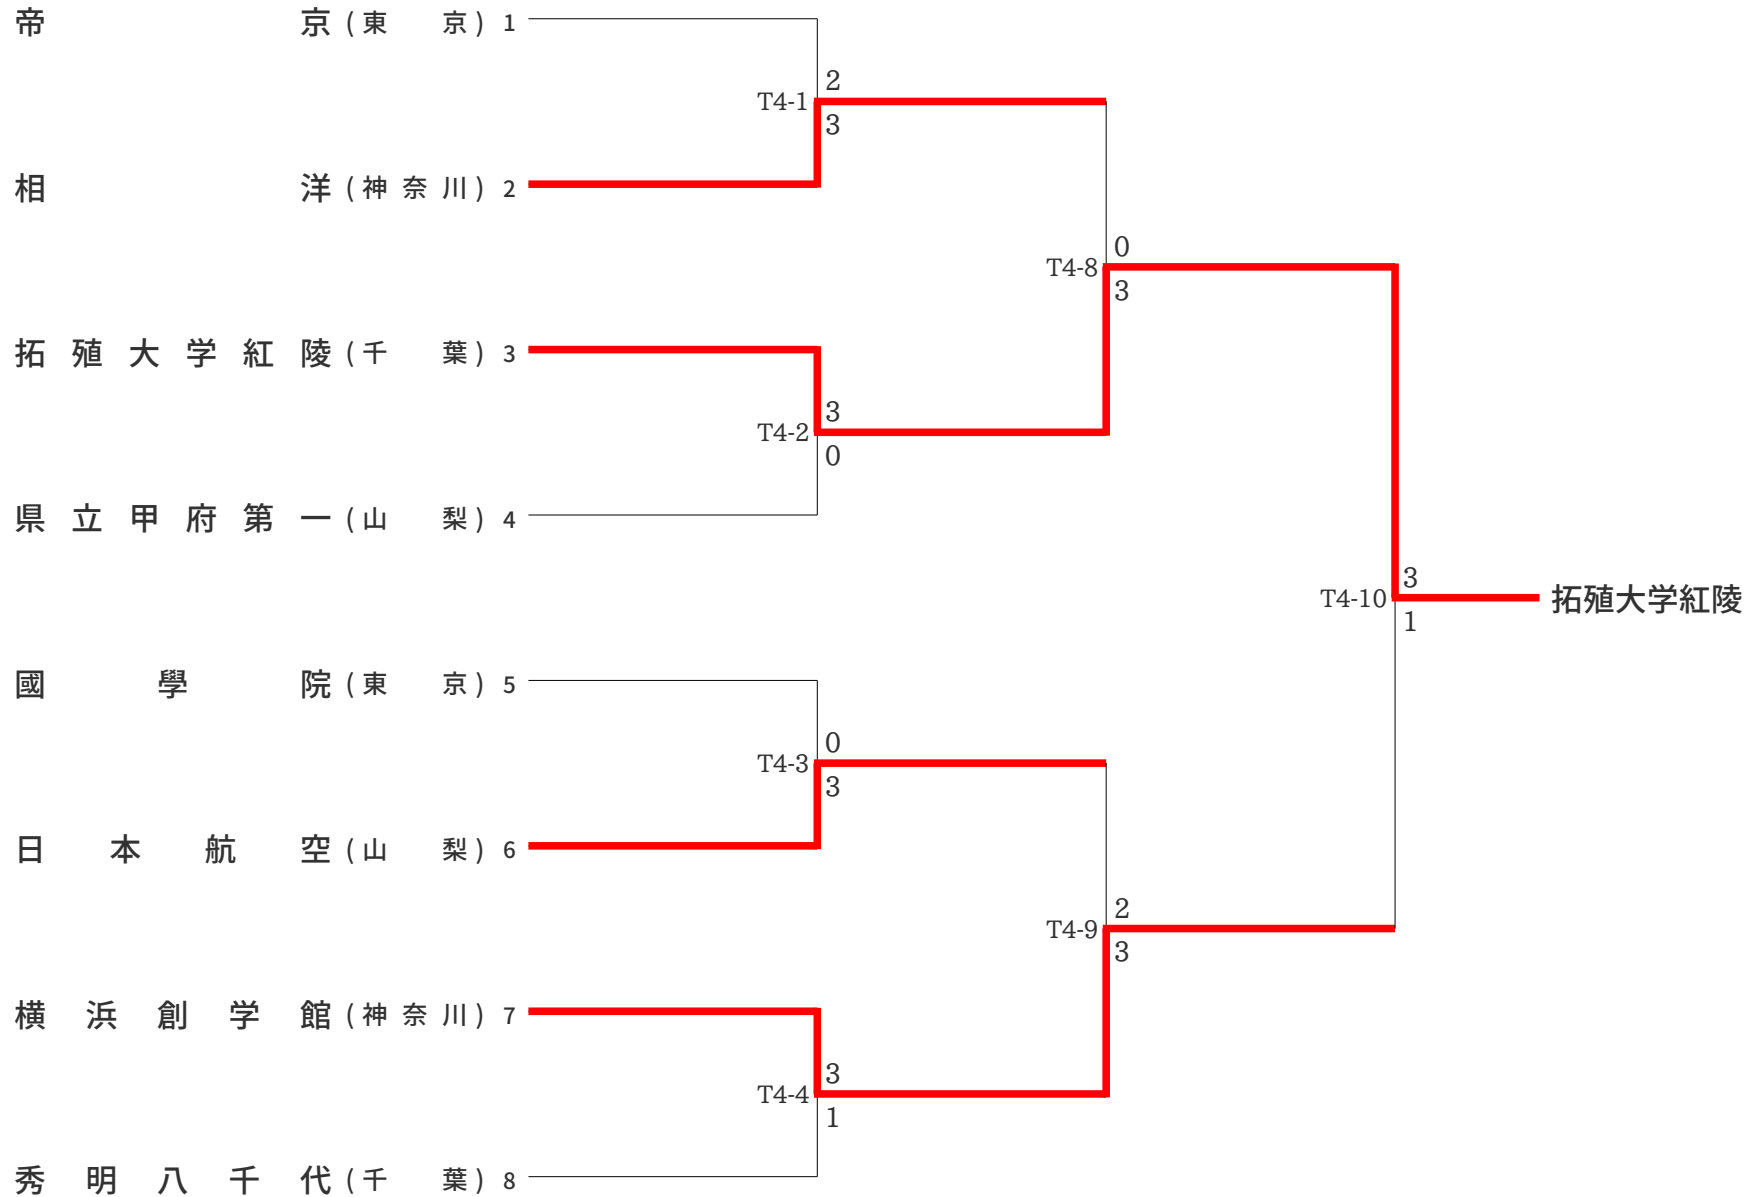 帝京(東京) 1
2
T4-1
3
相洋(神奈川) 2
0
T4-8
3
拓殖大学紅陵(千葉) 3
3
T4-2
0
県立甲府第一(山梨) 4
3
T4-10 拓殖大学紅陵
1
國學院(東京) 5
0
T4-3
3
日本航空(山梨) 6
2
T4-9
3
横浜創学館(神奈川) 7
3
T4-4
1
秀明八千代(千葉) 8